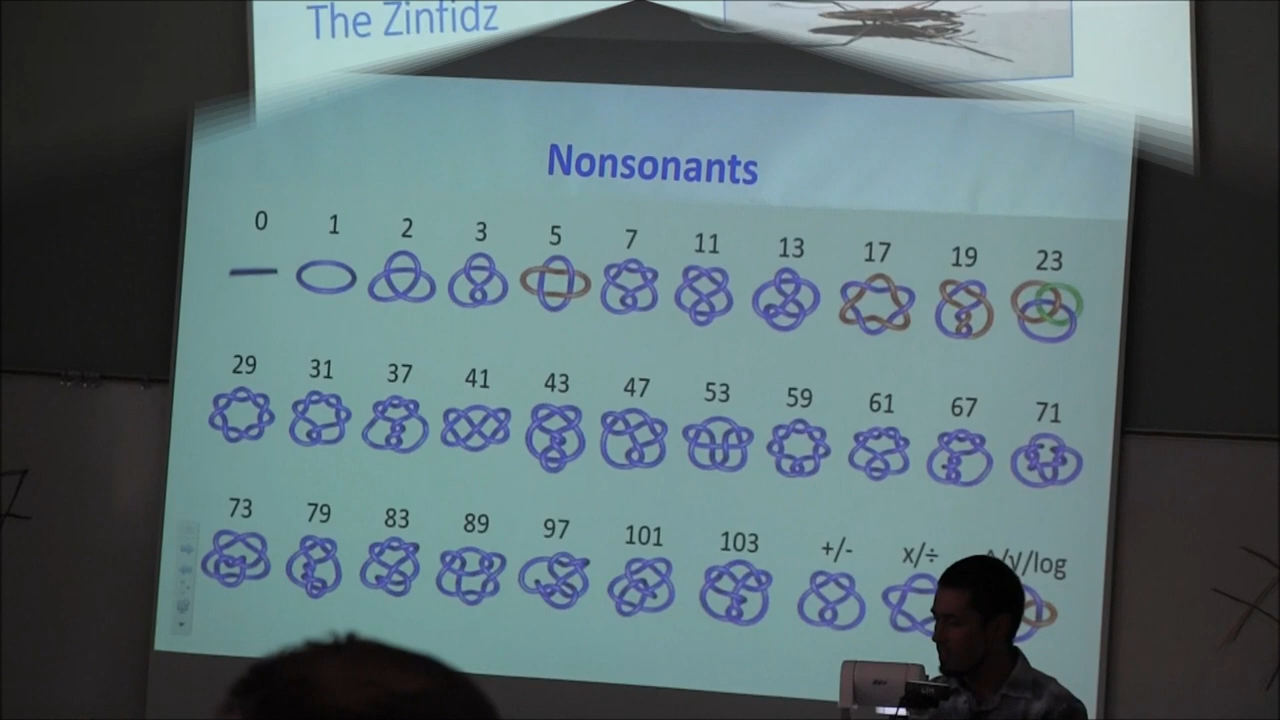 The Zinfidz
Nonsonants
0 1 2 3 5 7 11 13 17 19 23
29 31 37 41 43 47 53 59 61 67 71
73 79 83 89 97 101 103 +/- x/÷ ^/√/log